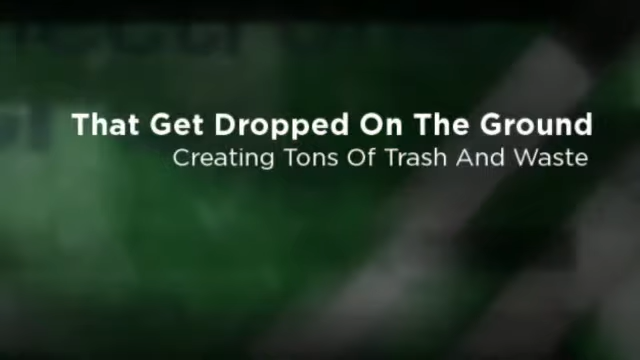 That Get Dropped On The Ground
Creating Tons Of Trash And Waste